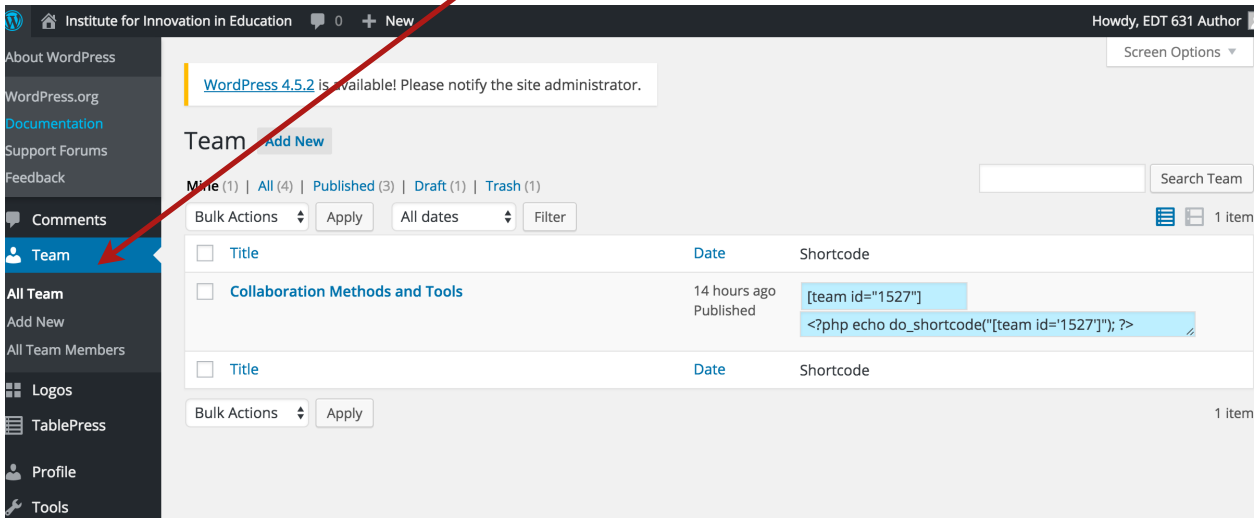 Institute for Innovation in Education 0 + New Howdy, EDT 631 Author
About WordPress
WordPress.org
Documentation
Support Forums
Feedback
Comments
Team
All Team
Add New
All Team Members
Logos
TablePress
Profile
Tools
Screen Options
WordPress 4.5.2 is available! Please notify the site administrator.
Team Add New
Mine (1) | All (4) | Published (3) | Draft (1) | Trash (1)
Search Team
Bulk Actions Apply All dates Filter 1 item
Title Date Shortcode
Collaboration Methods and Tools 14 hours ago [team id="1527"]
Published <?php echo do_shortcode("[team id='1527']"); ?>
Title Date Shortcode
Bulk Actions Apply 1 item